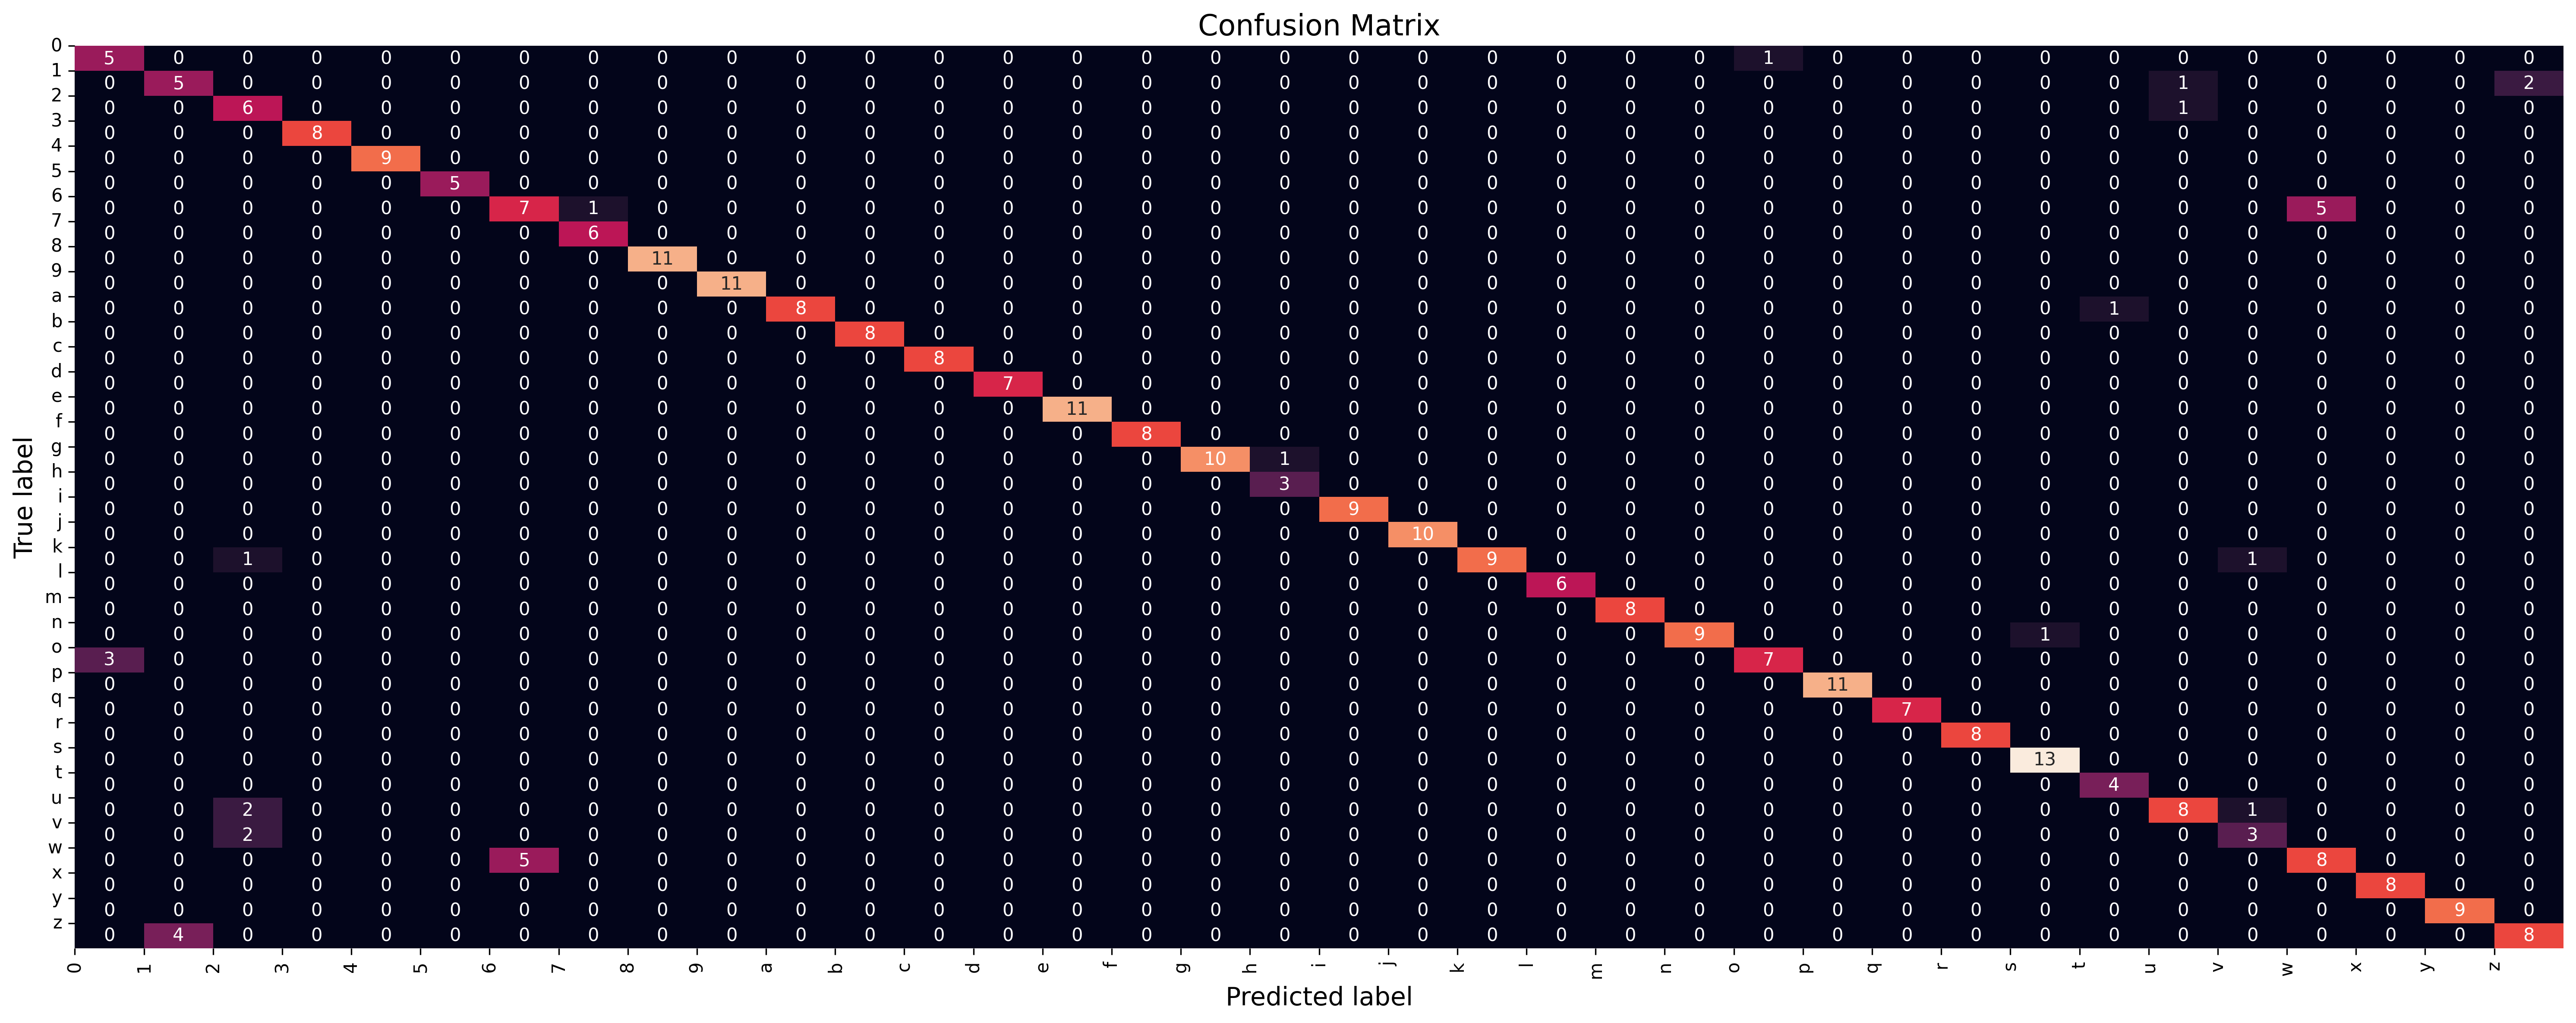 Confusion Matrix
0 5 0 0 0 0 0 0 0 0 0 0 0 0 0 0 0 0 0 0 0 0 0 0 0 1 0 0 0 0 0 0 0 0 0 0 0
1 0 5 0 0 0 0 0 0 0 0 0 0 0 0 0 0 0 0 0 0 0 0 0 0 0 0 0 0 0 0 1 0 0 0 0 2
2 0 0 6 0 0 0 0 0 0 0 0 0 0 0 0 0 0 0 0 0 0 0 0 0 0 0 0 0 0 0 1 0 0 0 0 0
3 0 0 0 8 0 0 0 0 0 0 0 0 0 0 0 0 0 0 0 0 0 0 0 0 0 0 0 0 0 0 0 0 0 0 0 0
4 0 0 0 0 9 0 0 0 0 0 0 0 0 0 0 0 0 0 0 0 0 0 0 0 0 0 0 0 0 0 0 0 0 0 0 0
5 0 0 0 0 0 5 0 0 0 0 0 0 0 0 0 0 0 0 0 0 0 0 0 0 0 0 0 0 0 0 0 0 0 0 0 0
6 0 0 0 0 0 0 7 1 0 0 0 0 0 0 0 0 0 0 0 0 0 0 0 0 0 0 0 0 0 0 0 0 5 0 0 0
7 0 0 0 0 0 0 0 6 0 0 0 0 0 0 0 0 0 0 0 0 0 0 0 0 0 0 0 0 0 0 0 0 0 0 0 0
8 0 0 0 0 0 0 0 0 11 0 0 0 0 0 0 0 0 0 0 0 0 0 0 0 0 0 0 0 0 0 0 0 0 0 0 0
9 0 0 0 0 0 0 0 0 0 11 0 0 0 0 0 0 0 0 0 0 0 0 0 0 0 0 0 0 0 0 0 0 0 0 0 0
a 0 0 0 0 0 0 0 0 0 0 8 0 0 0 0 0 0 0 0 0 0 0 0 0 0 0 0 0 0 1 0 0 0 0 0 0
b 0 0 0 0 0 0 0 0 0 0 0 8 0 0 0 0 0 0 0 0 0 0 0 0 0 0 0 0 0 0 0 0 0 0 0 0
c 0 0 0 0 0 0 0 0 0 0 0 0 8 0 0 0 0 0 0 0 0 0 0 0 0 0 0 0 0 0 0 0 0 0 0 0
d 0 0 0 0 0 0 0 0 0 0 0 0 0 7 0 0 0 0 0 0 0 0 0 0 0 0 0 0 0 0 0 0 0 0 0 0
e 0 0 0 0 0 0 0 0 0 0 0 0 0 0 11 0 0 0 0 0 0 0 0 0 0 0 0 0 0 0 0 0 0 0 0 0
f 0 0 0 0 0 0 0 0 0 0 0 0 0 0 0 8 0 0 0 0 0 0 0 0 0 0 0 0 0 0 0 0 0 0 0 0
g 0 0 0 0 0 0 0 0 0 0 0 0 0 0 0 0 10 1 0 0 0 0 0 0 0 0 0 0 0 0 0 0 0 0 0 0
h 0 0 0 0 0 0 0 0 0 0 0 0 0 0 0 0 0 3 0 0 0 0 0 0 0 0 0 0 0 0 0 0 0 0 0 0
i 0 0 0 0 0 0 0 0 0 0 0 0 0 0 0 0 0 0 9 0 0 0 0 0 0 0 0 0 0 0 0 0 0 0 0 0
j 0 0 0 0 0 0 0 0 0 0 0 0 0 0 0 0 0 0 0 10 0 0 0 0 0 0 0 0 0 0 0 0 0 0 0 0
k 0 0 1 0 0 0 0 0 0 0 0 0 0 0 0 0 0 0 0 0 9 0 0 0 0 0 0 0 0 0 0 1 0 0 0 0
l 0 0 0 0 0 0 0 0 0 0 0 0 0 0 0 0 0 0 0 0 0 6 0 0 0 0 0 0 0 0 0 0 0 0 0 0
m 0 0 0 0 0 0 0 0 0 0 0 0 0 0 0 0 0 0 0 0 0 0 8 0 0 0 0 0 0 0 0 0 0 0 0 0
n 0 0 0 0 0 0 0 0 0 0 0 0 0 0 0 0 0 0 0 0 0 0 0 9 0 0 0 0 1 0 0 0 0 0 0 0
o 3 0 0 0 0 0 0 0 0 0 0 0 0 0 0 0 0 0 0 0 0 0 0 0 7 0 0 0 0 0 0 0 0 0 0 0
p 0 0 0 0 0 0 0 0 0 0 0 0 0 0 0 0 0 0 0 0 0 0 0 0 0 11 0 0 0 0 0 0 0 0 0 0
q 0 0 0 0 0 0 0 0 0 0 0 0 0 0 0 0 0 0 0 0 0 0 0 0 0 0 7 0 0 0 0 0 0 0 0 0
r 0 0 0 0 0 0 0 0 0 0 0 0 0 0 0 0 0 0 0 0 0 0 0 0 0 0 0 8 0 0 0 0 0 0 0 0
s 0 0 0 0 0 0 0 0 0 0 0 0 0 0 0 0 0 0 0 0 0 0 0 0 0 0 0 0 13 0 0 0 0 0 0 0
t 0 0 0 0 0 0 0 0 0 0 0 0 0 0 0 0 0 0 0 0 0 0 0 0 0 0 0 0 0 4 0 0 0 0 0 0
u 0 0 2 0 0 0 0 0 0 0 0 0 0 0 0 0 0 0 0 0 0 0 0 0 0 0 0 0 0 0 8 1 0 0 0 0
v 0 0 2 0 0 0 0 0 0 0 0 0 0 0 0 0 0 0 0 0 0 0 0 0 0 0 0 0 0 0 0 3 0 0 0 0
w 0 0 0 0 0 0 5 0 0 0 0 0 0 0 0 0 0 0 0 0 0 0 0 0 0 0 0 0 0 0 0 0 8 0 0 0
x 0 0 0 0 0 0 0 0 0 0 0 0 0 0 0 0 0 0 0 0 0 0 0 0 0 0 0 0 0 0 0 0 0 8 0 0
y 0 0 0 0 0 0 0 0 0 0 0 0 0 0 0 0 0 0 0 0 0 0 0 0 0 0 0 0 0 0 0 0 0 0 9 0
z 0 4 0 0 0 0 0 0 0 0 0 0 0 0 0 0 0 0 0 0 0 0 0 0 0 0 0 0 0 0 0 0 0 0 0 8
True label
0 1 2 3 4 5 6 7 8 9 a b c d e f g h i j k l m n o p q r s t u v w x y z
Predicted label